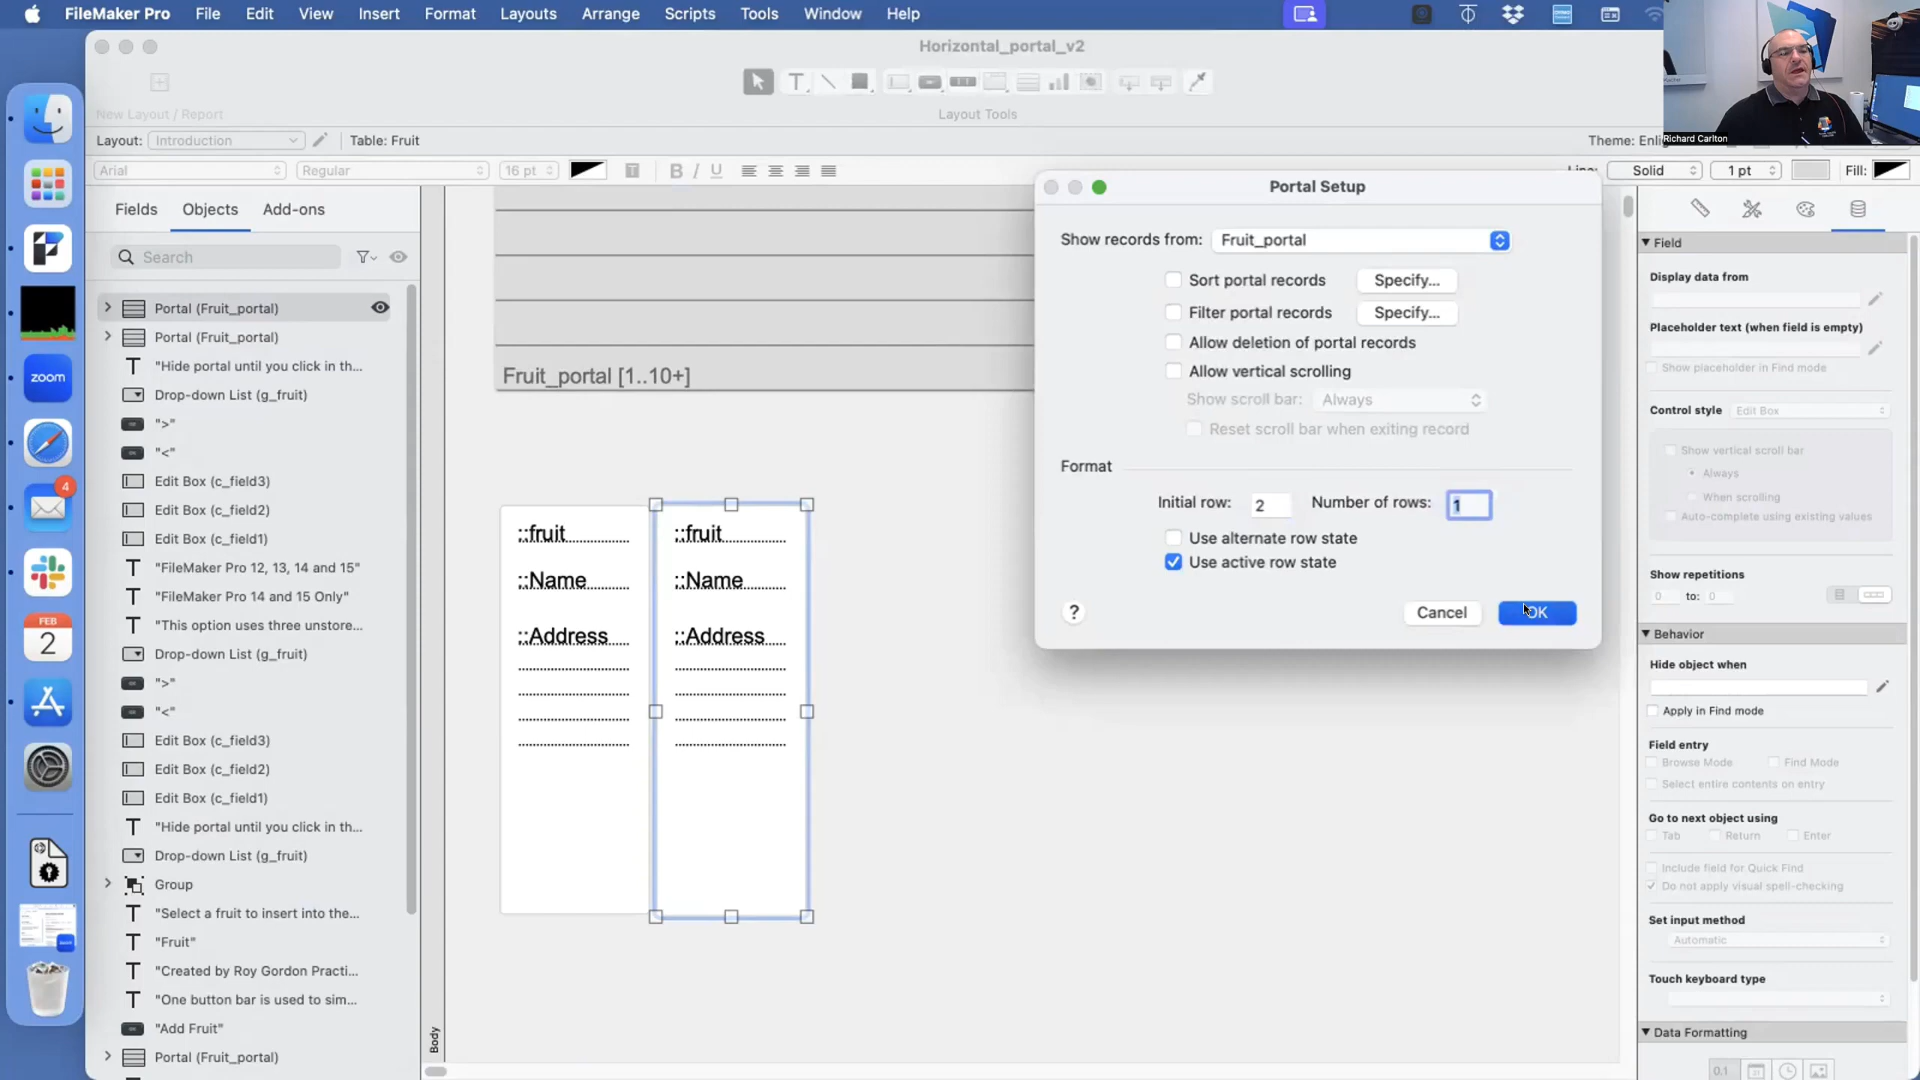 FileMaker Pro File Edit View Insert Format Layouts Arrange Scripts Tools Window Help
Horizontal_portal_v2
New Layout / Report
Layout Tools
Layout: Introduction Table: Fruit
Theme: Enli
Richard Carlton
Arial Regular 16 pt T B I U
Line: Solid 1 pt Fill:
Fields Objects Add-ons
Search
Portal (Fruit_portal)
Portal (Fruit_portal)
"Hide portal until you click in th...
Drop-down List (g_fruit)
">"
"<"
Edit Box (c_field3)
Edit Box (c_field2)
Edit Box (c_field1)
"FileMaker Pro 12, 13, 14 and 15"
"FileMaker Pro 14 and 15 Only"
"This option uses three unstore...
Drop-down List (g_fruit)
">"
"<"
Edit Box (c_field3)
Edit Box (c_field2)
Edit Box (c_field1)
"Hide portal until you click in th...
Drop-down List (g_fruit)
Group
"Select a fruit to insert into the...
"Fruit"
"Created by Roy Gordon Practi...
"One button bar is used to sim...
"Add Fruit"
Portal (Fruit_portal)
zoom
4
FEB
2
zoom
Fruit_portal [1..10+]
::fruit ::fruit
::Name ::Name
::Address ::Address
Body
Portal Setup
Show records from: Fruit_portal
Sort portal records Specify...
Filter portal records Specify...
Allow deletion of portal records
Allow vertical scrolling
Show scroll bar: Always
Reset scroll bar when exiting record
Format
Initial row: 2 Number of rows: 1
Use alternate row state
Use active row state
? Cancel OK
Field
Display data from
Placeholder text (when field is empty)
Show placeholder in Find mode
Control style Edit Box
Show vertical scroll bar
Always
When scrolling
Auto-complete using existing values
Show repetitions
0 to: 0
Behavior
Hide object when
Apply in Find mode
Field entry
Browse Mode Find Mode
Select entire contents on entry
Go to next object using
Tab Return Enter
Include field for Quick Find
Do not apply visual spell-checking
Set input method
Automatic
Touch keyboard type
Data Formatting
0.1